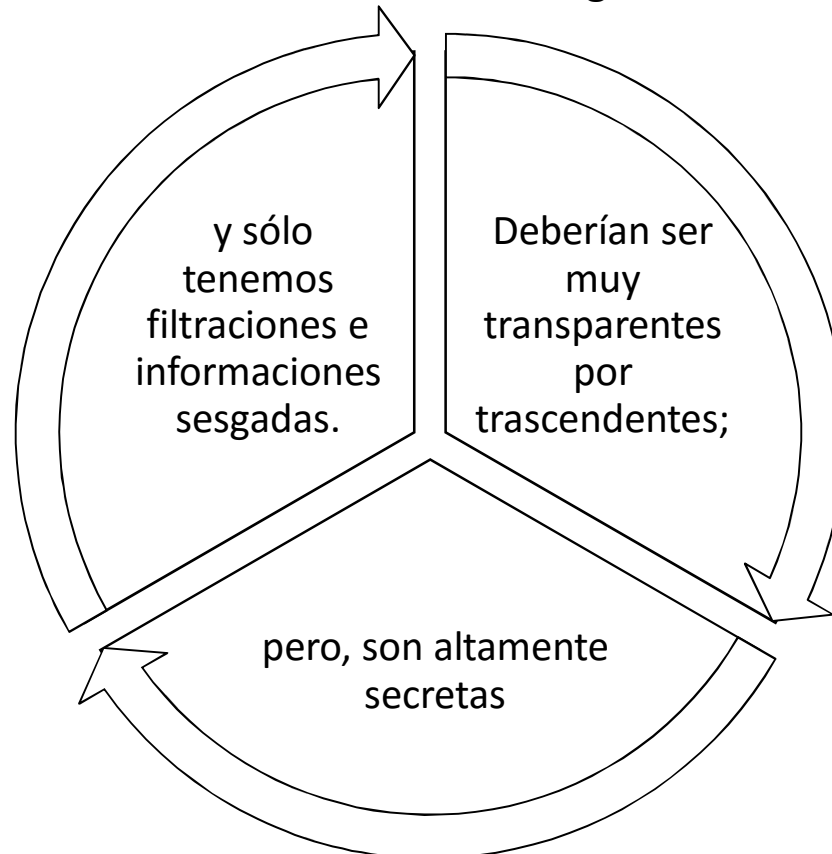 Deberían ser
muy
transparentes
por
trascendentes;
pero, son altamente
secretas
y sólo
tenemos
filtraciones e
informaciones
sesgadas.